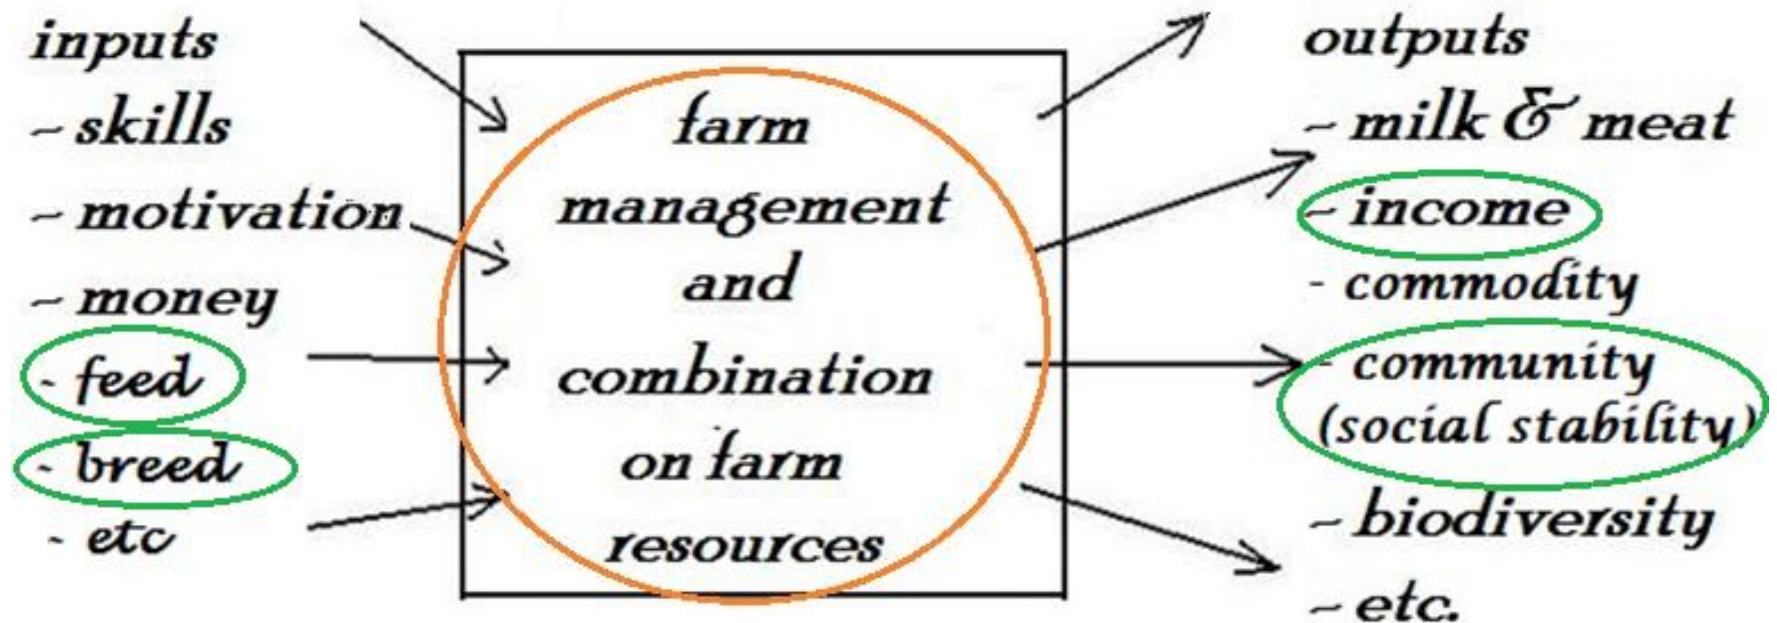 inputs
~ skills
~ motivation
~ money
- feed
- breed
- etc
farm
management
and
combination
on farm
resources
outputs
~ milk & meat
~ income
- commodity
- community
(social stability)
~ biodiversity
~ etc.